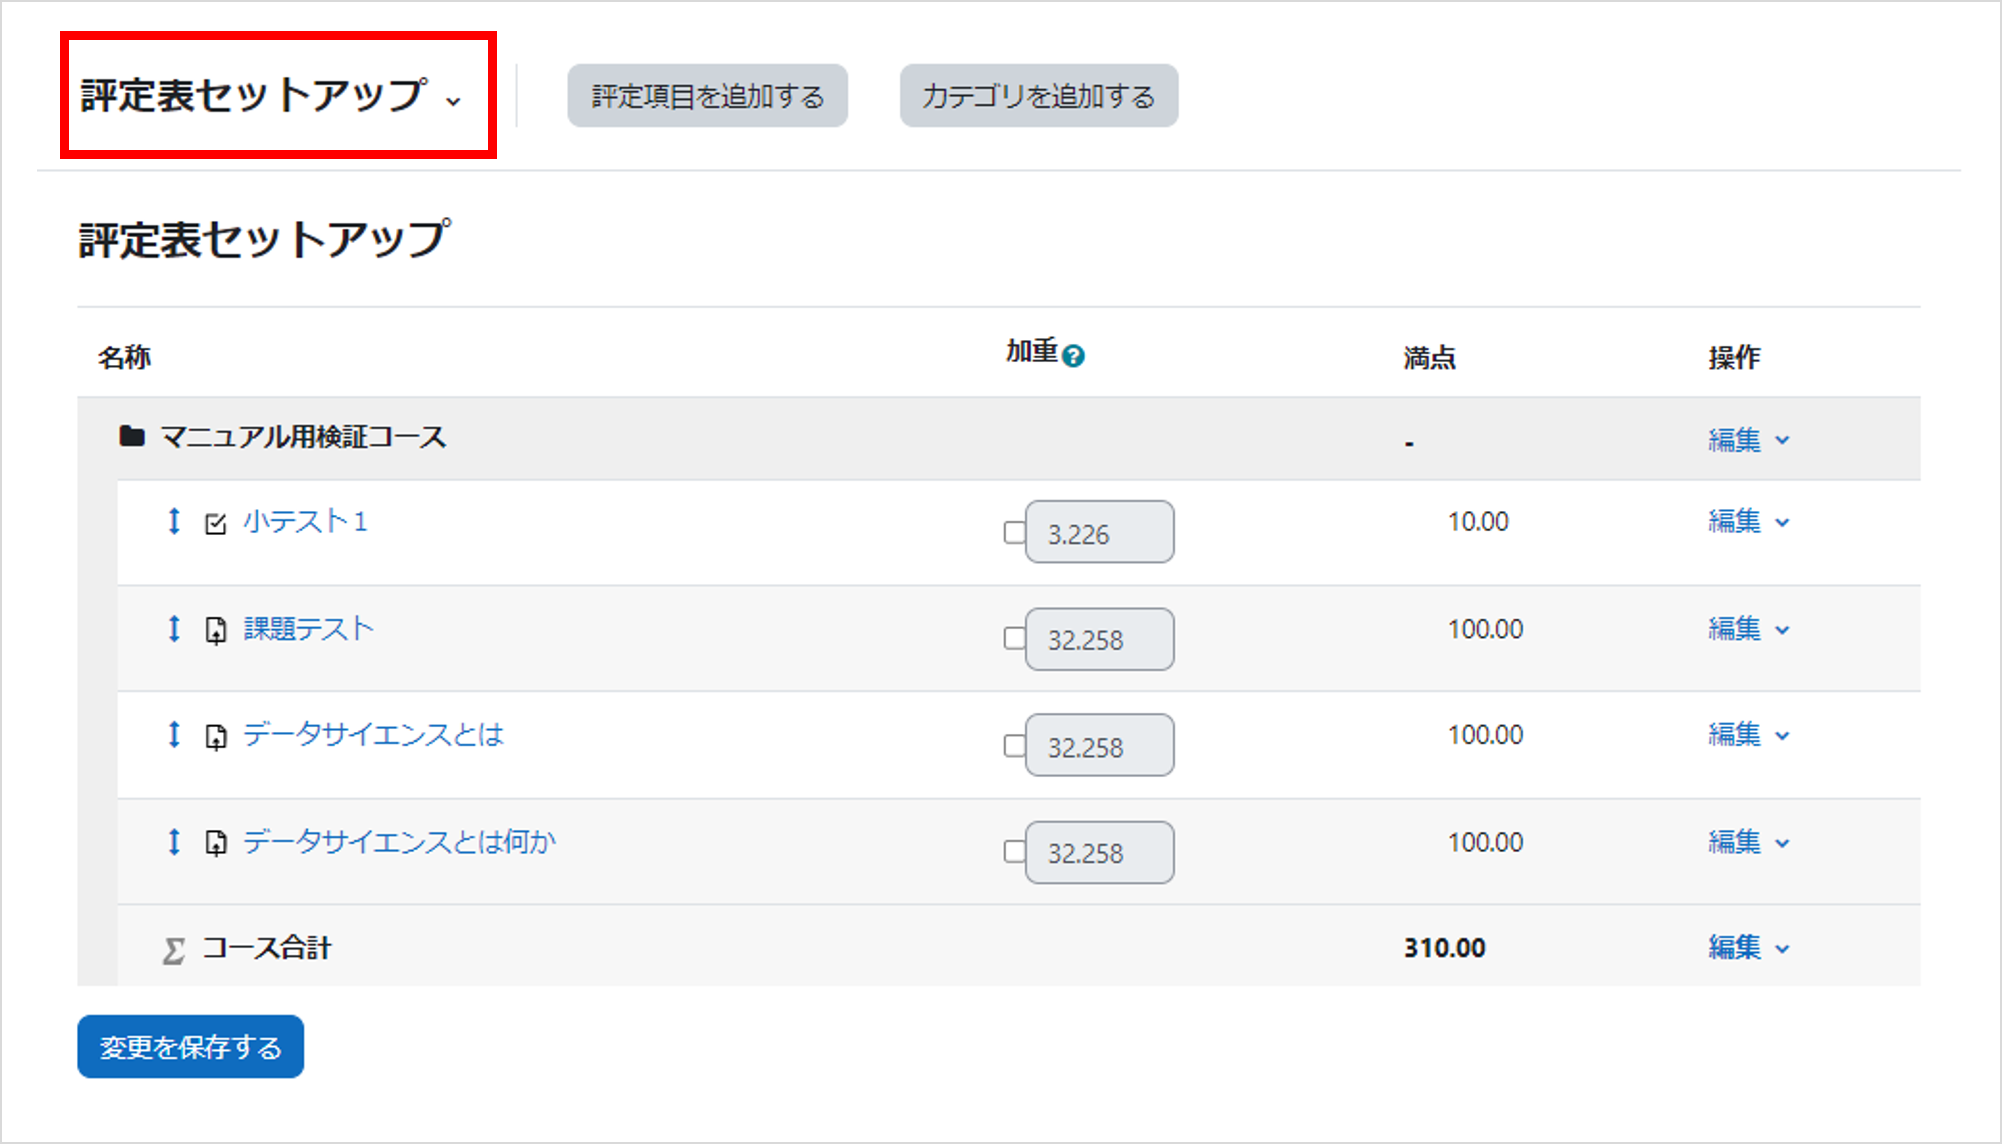 評定表セットアップ
評定項目を追加する
カテゴリを追加する
評定表セットアップ
名称 加重 ? 満点 操作
マニュアル用検証コース - 編集
小テスト1 3.226 10.00 編集
課題テスト 32.258 100.00 編集
データサイエンスとは 32.258 100.00 編集
データサイエンスとは何か 32.258 100.00 編集
Σ コース合計 310.00 編集
変更を保存する